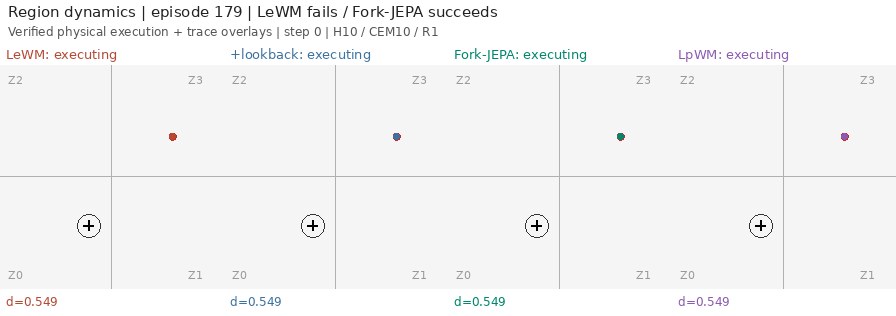 Region dynamics | episode 179 | LeWM fails / Fork-JEPA succeeds
Verified physical execution + trace overlays | step 0 | H10 / CEM10 / R1
LeWM: executing +lookback: executing Fork-JEPA: executing LpWM: executing
Z2 Z3 Z2 Z3 Z2 Z3 Z2 Z3
Z0 Z1 Z0 Z1 Z0 Z1 Z0 Z1
d=0.549 d=0.549 d=0.549 d=0.549